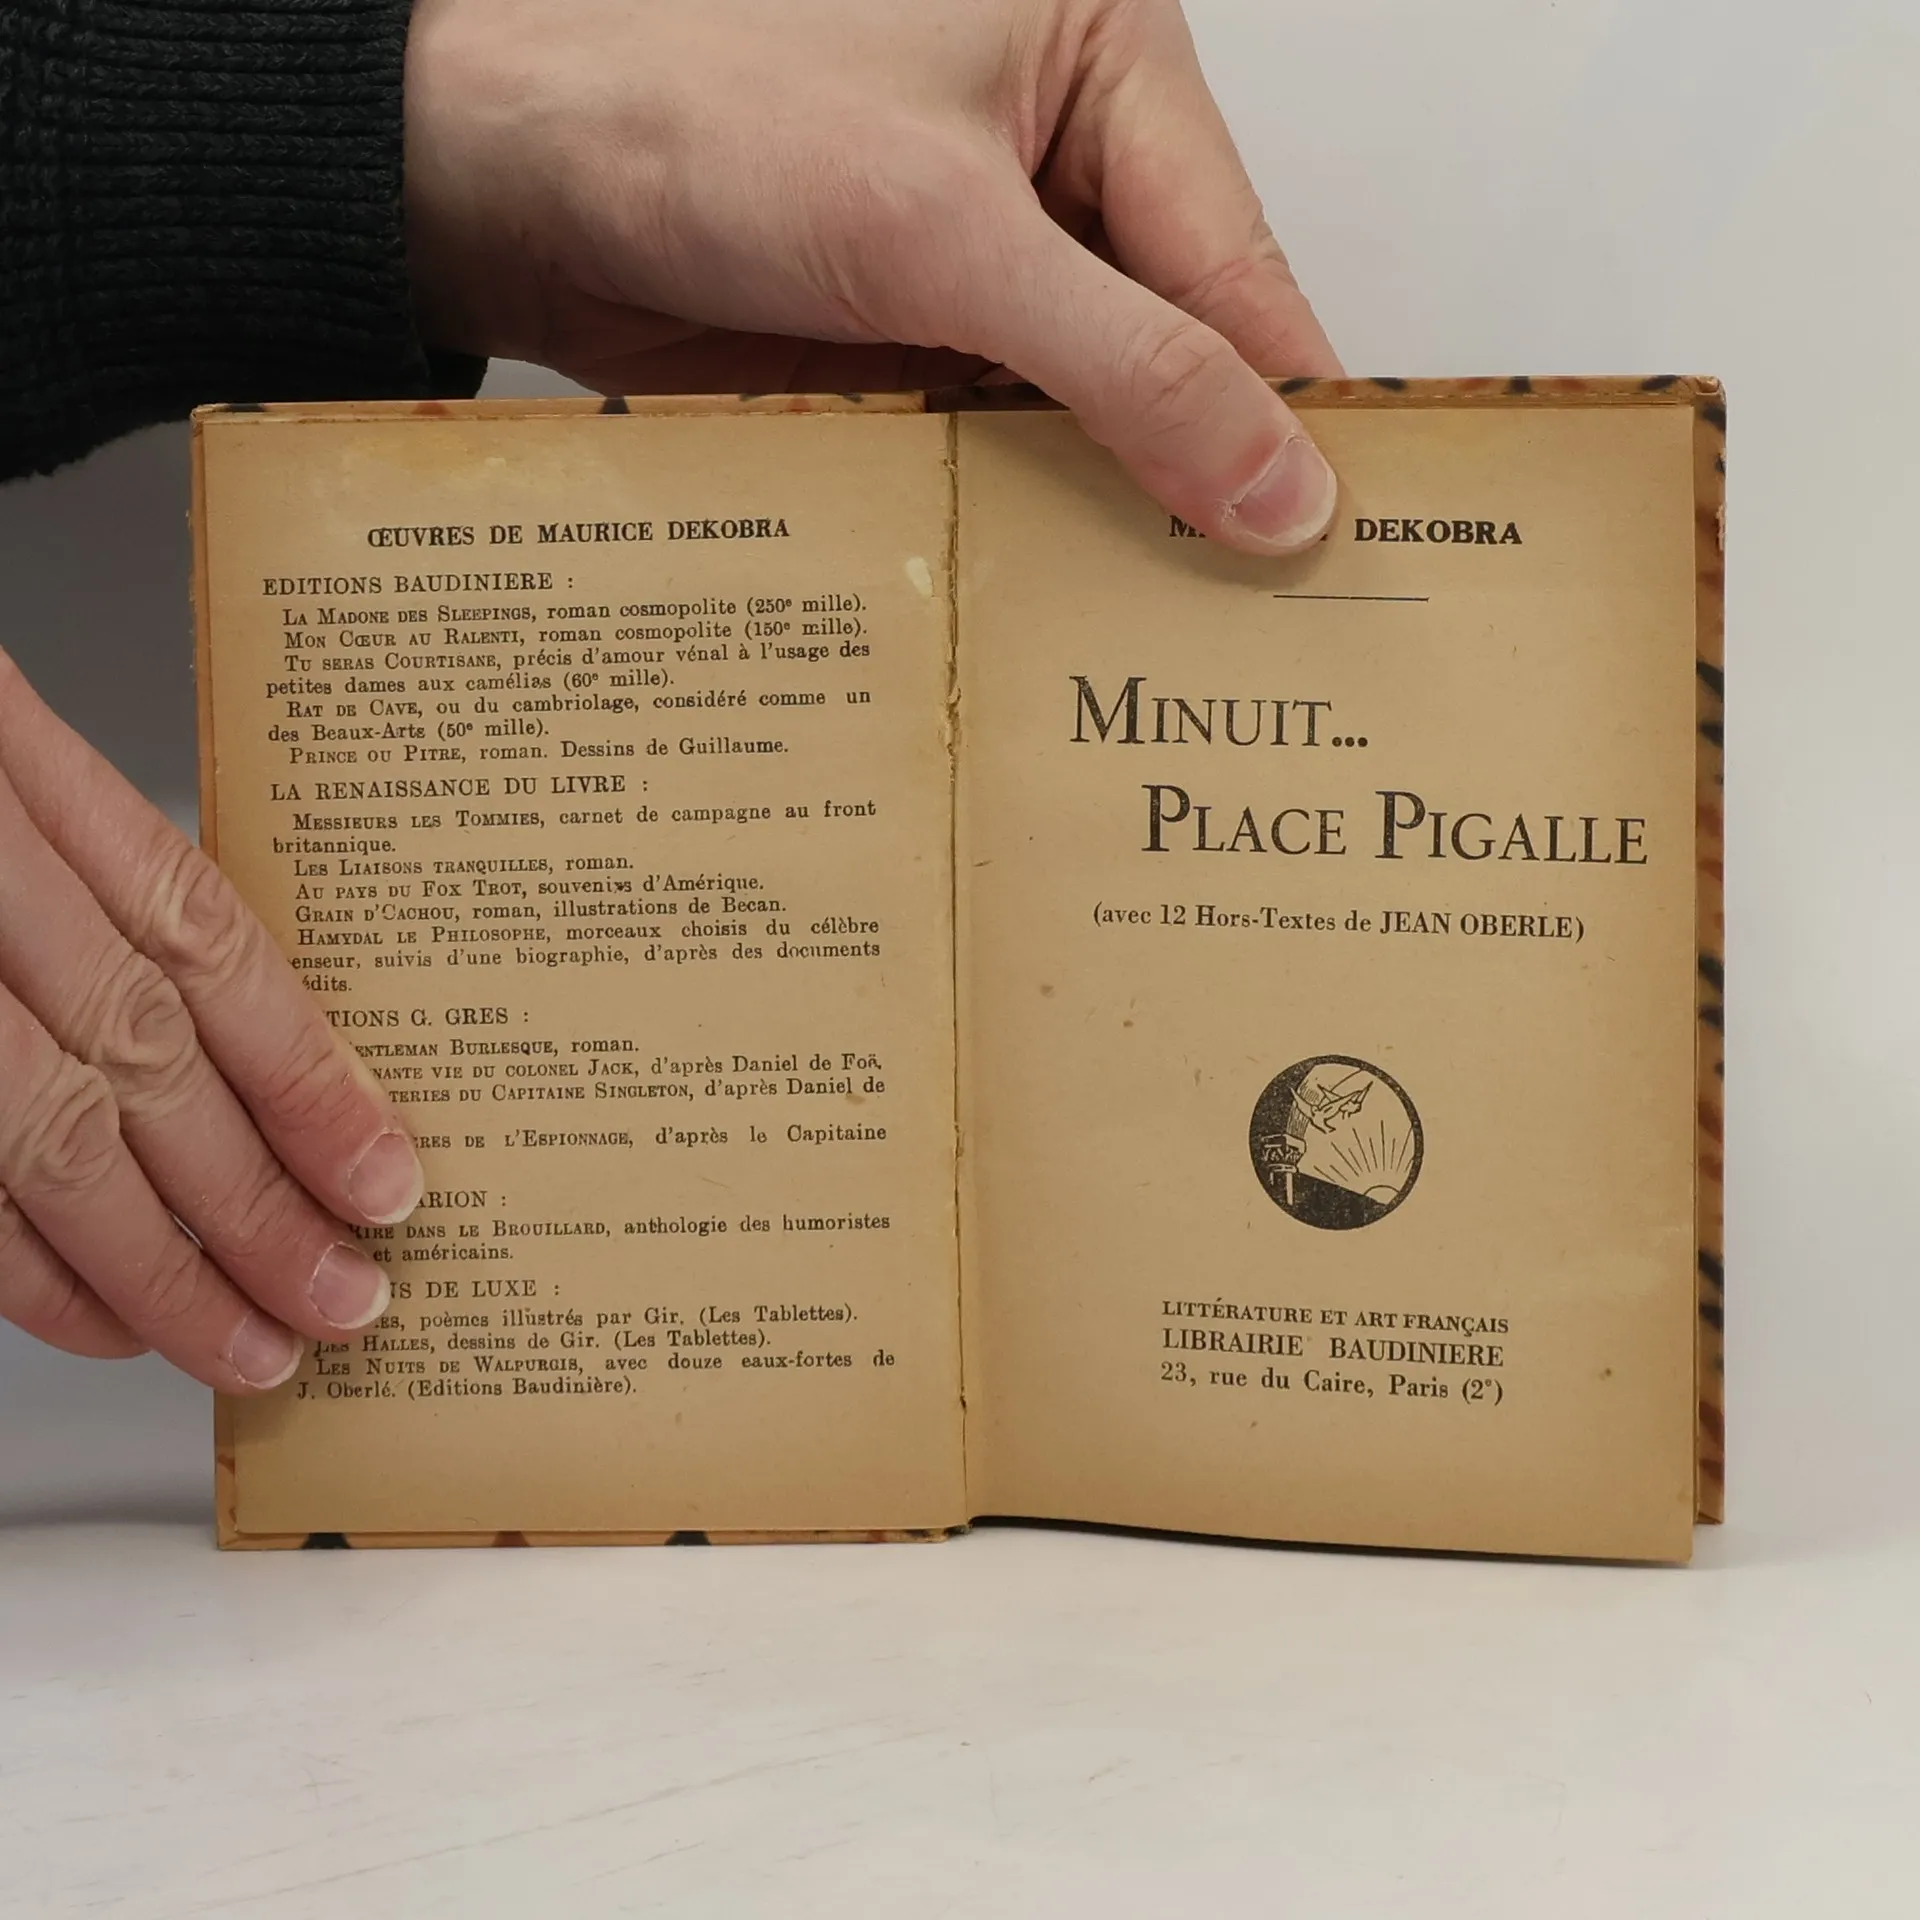 ŒUVRES DE MAURICE DEKOBRA
EDITIONS BAUDINIERE :
LA MADONE DES SLEEPINGS, roman cosmopolite (250e mille).
MON CŒUR AU RALENTI, roman cosmopolite (150e mille).
TU SERAS COURTISANE, précis d'amour vénal à l'usage des
petites dames aux camélias (60e mille).
RAT DE CAVE, ou du cambriolage, considéré comme un
des Beaux-Arts (50e mille).
PRINCE OU PITRE, roman. Dessins de Guillaume.
LA RENAISSANCE DU LIVRE :
MESSIEURS LES TOMMIES, carnet de campagne au front
britannique.
LES LIAISONS TRANQUILLES, roman.
AU PAYS DU FOX TROT, souvenirs d'Amérique.
GRAIN D'CACHOU, roman, illustrations de Becan.
HAMYDAL LE PHILOSOPHE, morceaux choisis du célèbre
enseur, suivis d'une biographie, d'après des documents
édits.
TIONS G. GRES :
ENTLEMAN BURLESQUE, roman.
NANTE VIE DU COLONEL JACK, d'après Daniel de Foë.
TERIES DU CAPITAINE SINGLETON, d'après Daniel de
RES DE L'ESPIONNAGE, d'après le Capitaine
ARION :
RIRE DANS LE BROUILLARD, anthologie des humoristes
et américains.
NS DE LUXE :
ES, poèmes illustrés par Gir. (Les Tablettes).
LES HALLES, dessins de Gir. (Les Tablettes).
LES NUITS DE WALPURGIS, avec douze eaux-fortes de
J. Oberlé. (Editions Baudinière).
DEKOBRA
MINUIT...
PLACE PIGALLE
(avec 12 Hors-Textes de JEAN OBERLE)
LITTÉRATURE ET ART FRANÇAIS
LIBRAIRIE BAUDINIERE
23, rue du Caire, Paris (2e)